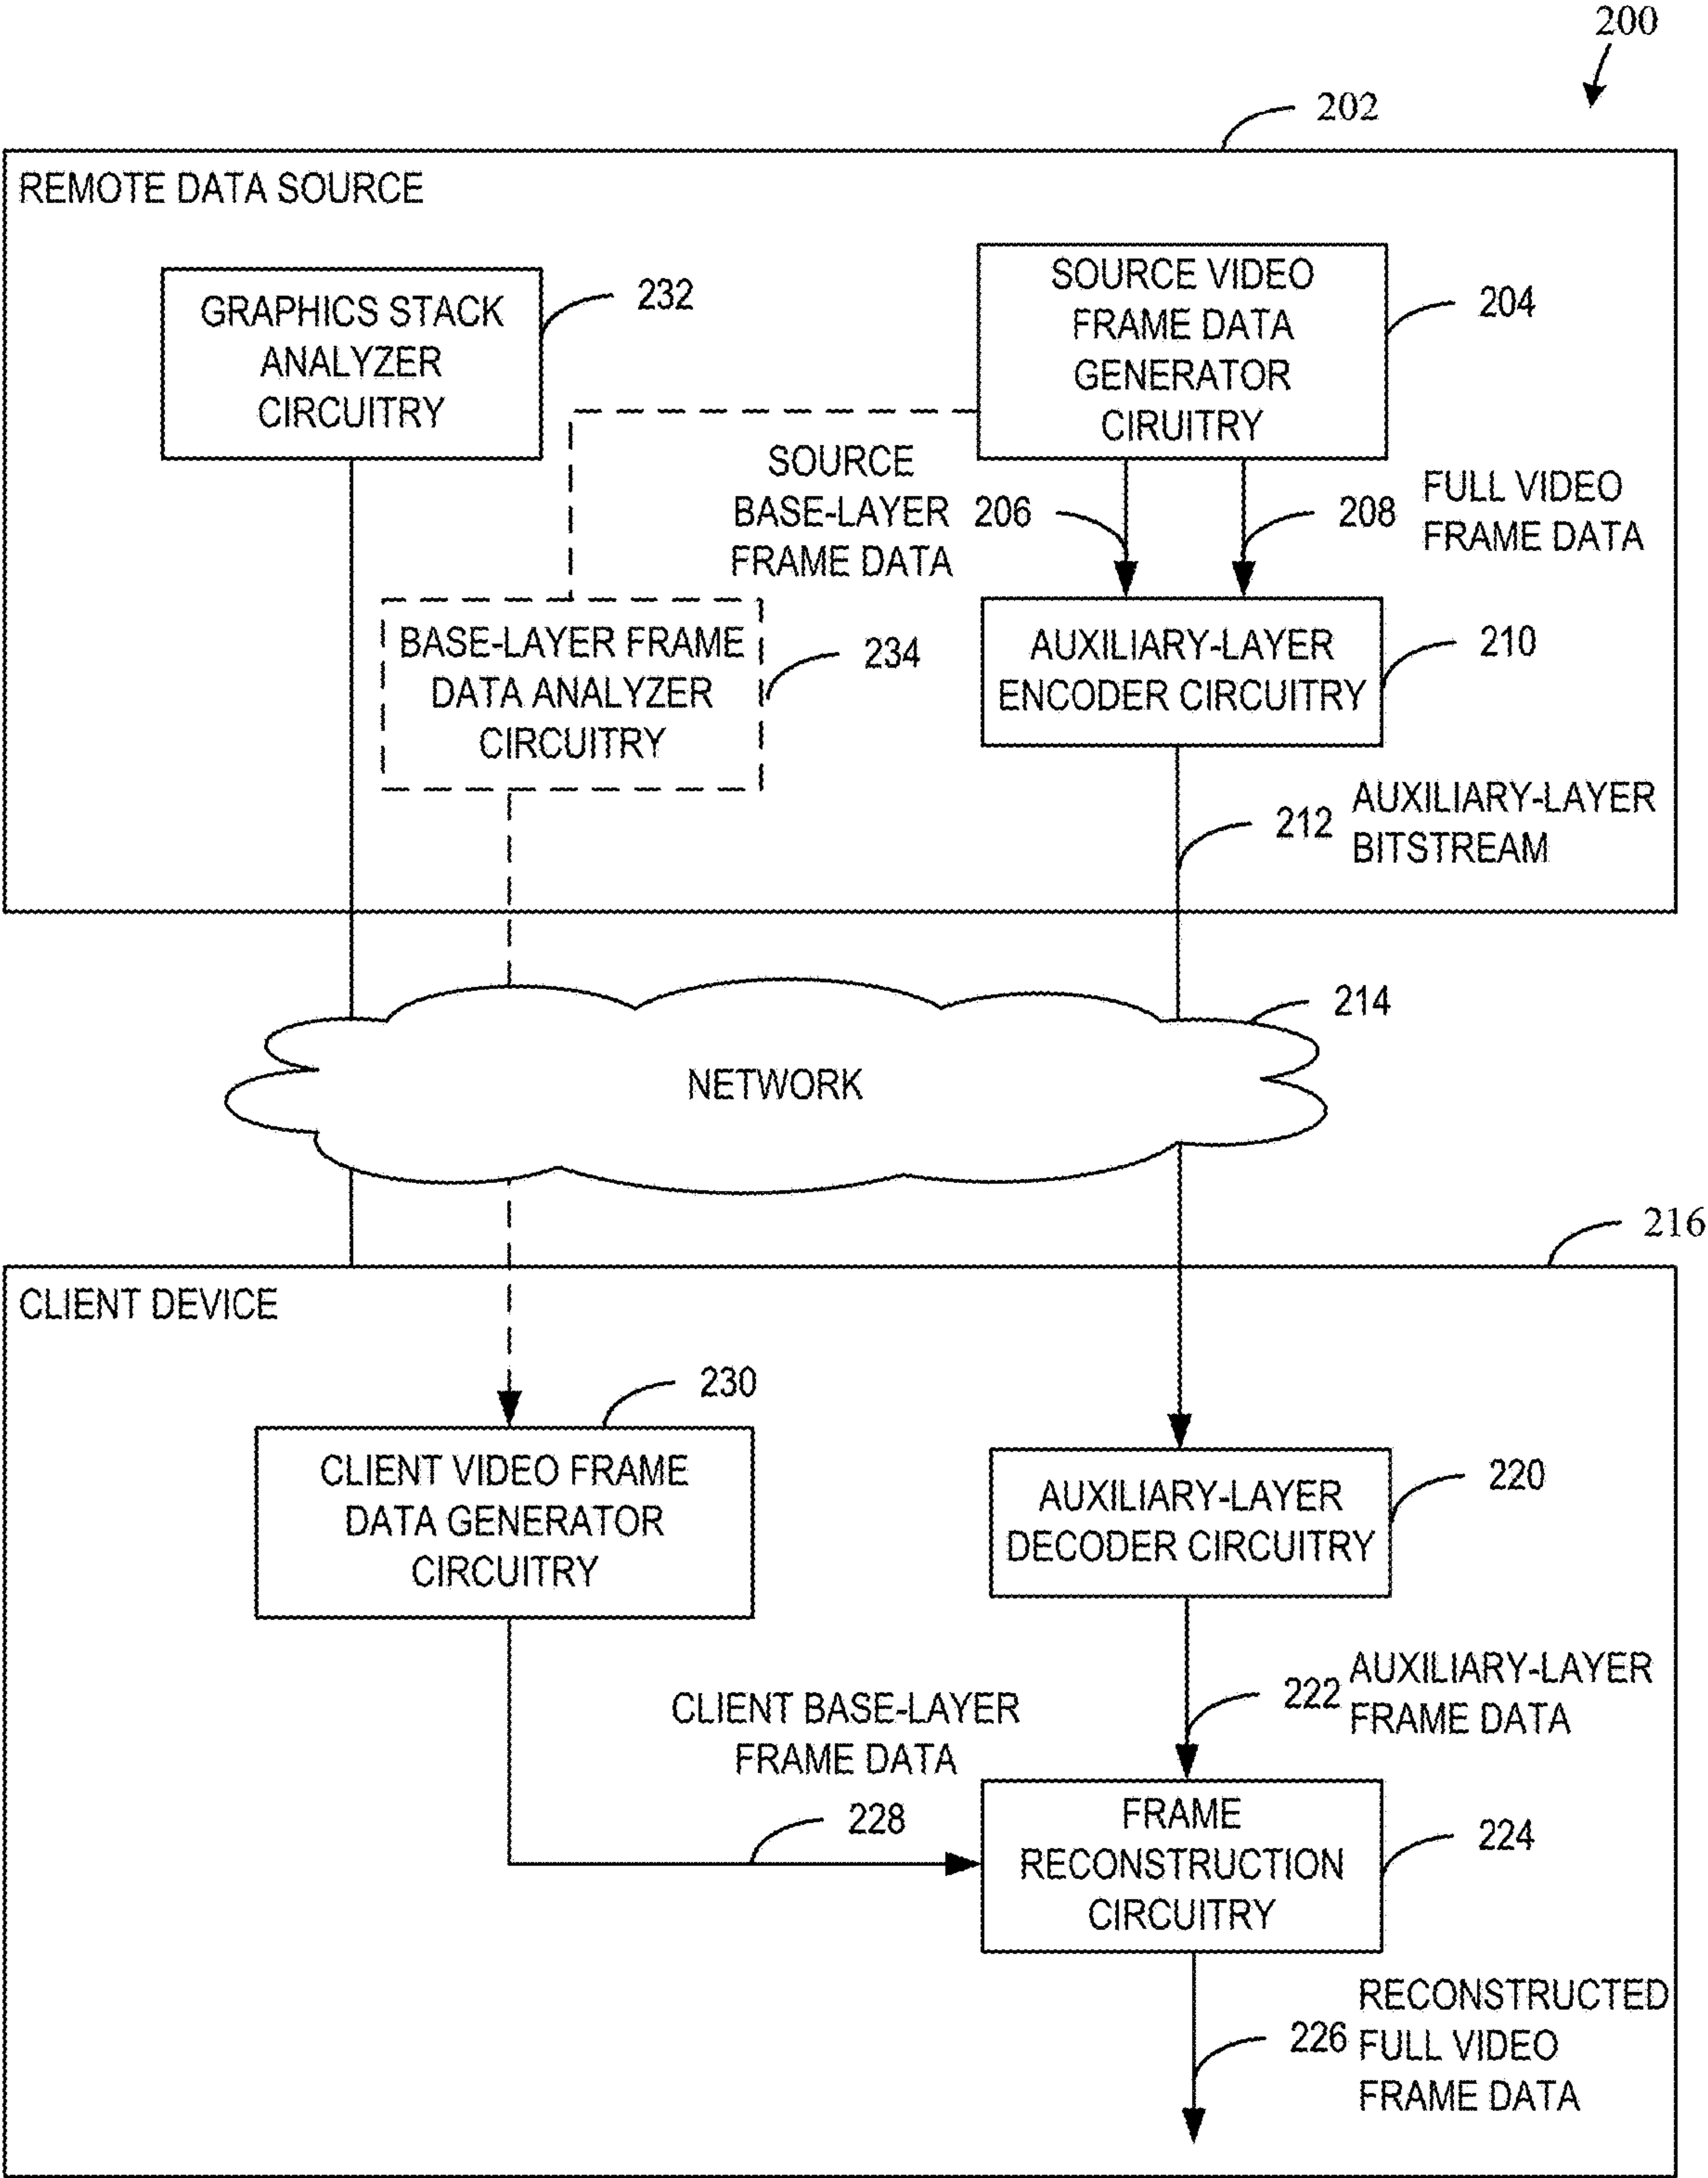 200
202
REMOTE DATA SOURCE
GRAPHICS STACK
ANALYZER
CIRCUITRY
232
SOURCE VIDEO
FRAME DATA
GENERATOR
CIRUITRY
204
SOURCE
BASE-LAYER
FRAME DATA
206
208
FULL VIDEO
FRAME DATA
BASE-LAYER FRAME
DATA ANALYZER
CIRCUITRY
234
AUXILIARY-LAYER
ENCODER CIRCUITRY
210
212
AUXILIARY-LAYER
BITSTREAM
214
NETWORK
216
CLIENT DEVICE
230
CLIENT VIDEO FRAME
DATA GENERATOR
CIRCUITRY
AUXILIARY-LAYER
DECODER CIRCUITRY
220
222
AUXILIARY-LAYER
FRAME DATA
CLIENT BASE-LAYER
FRAME DATA
228
FRAME
RECONSTRUCTION
CIRCUITRY
224
226
RECONSTRUCTED
FULL VIDEO
FRAME DATA